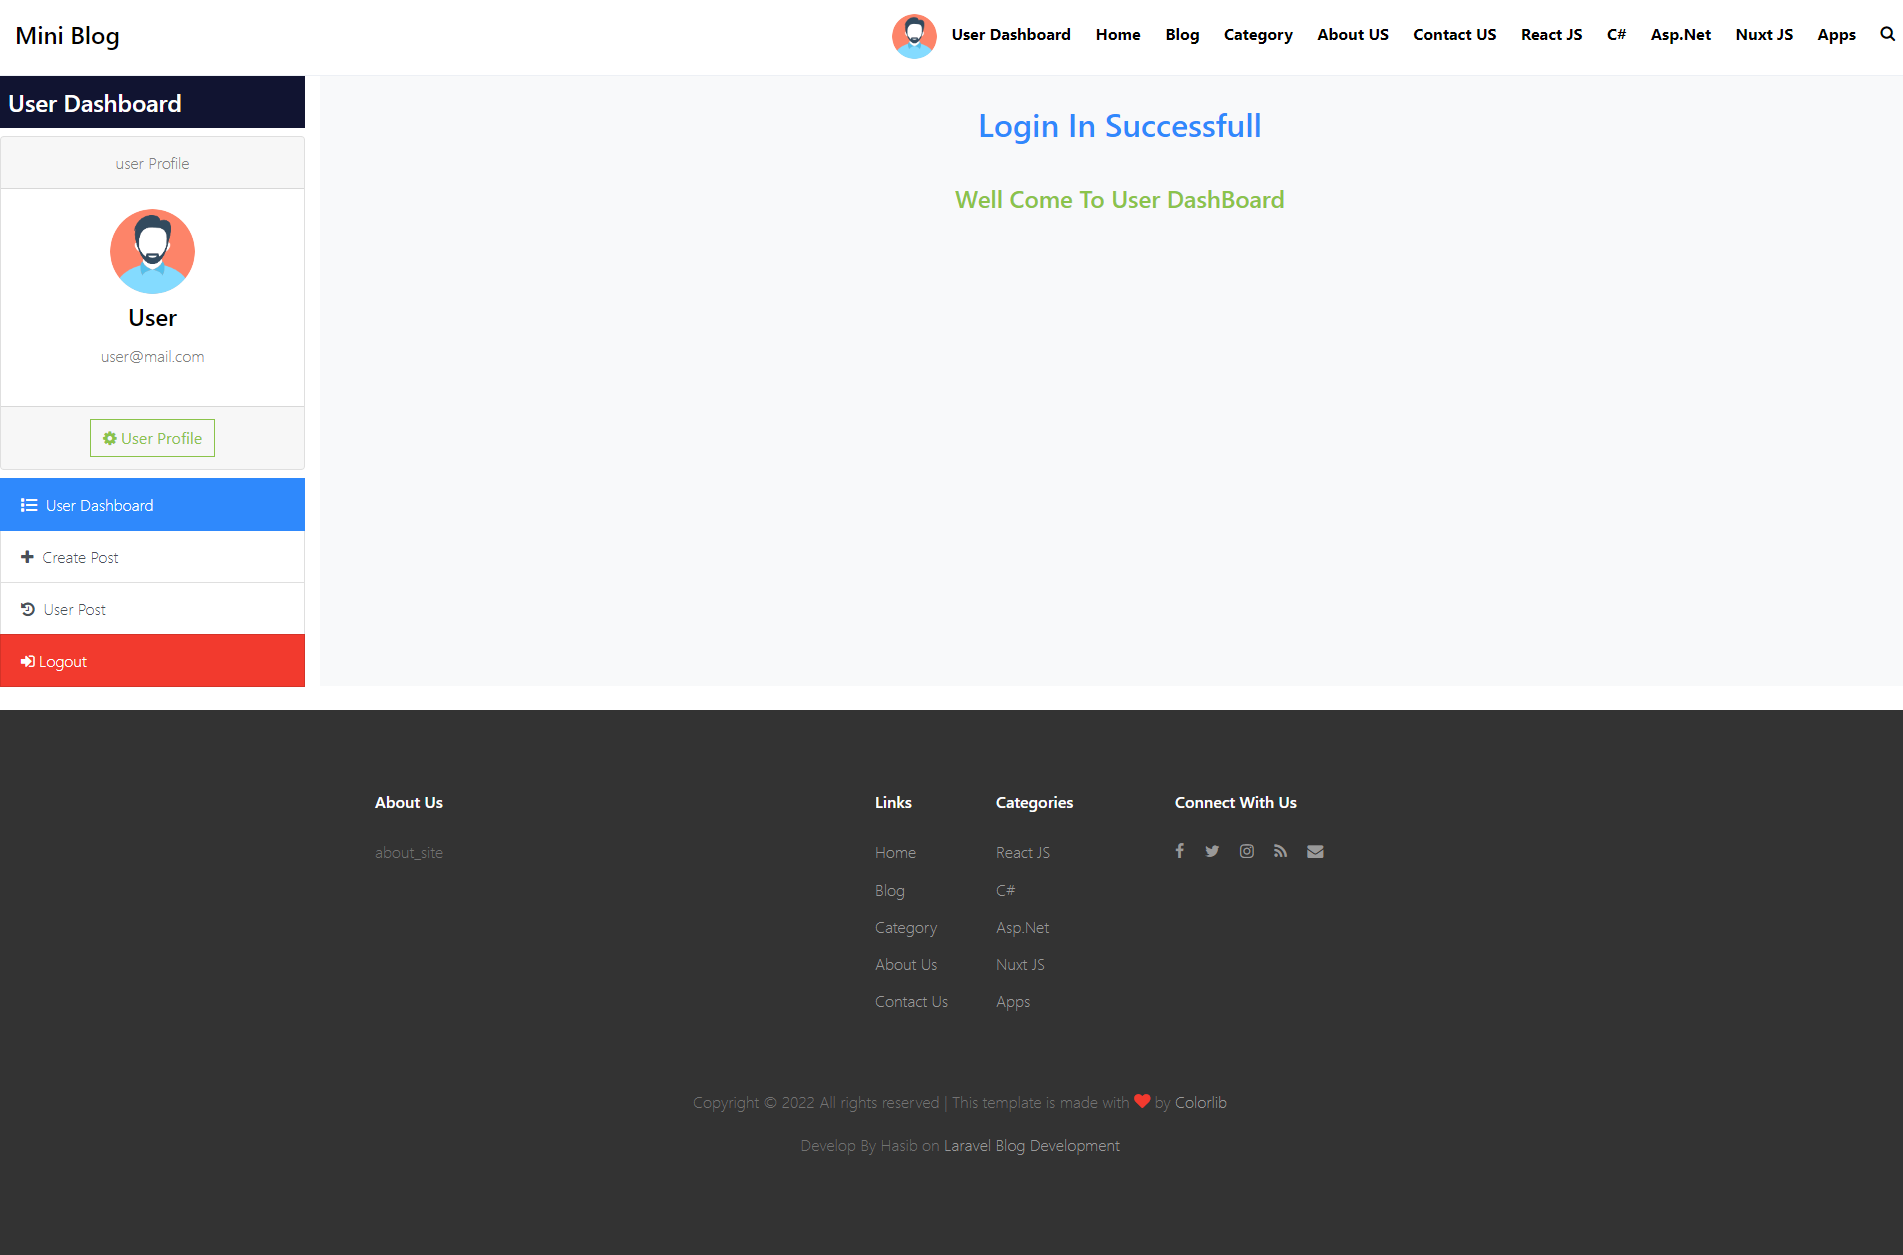 Mini Blog
User Dashboard Home Blog Category About US Contact US React JS C# Asp.Net Nuxt JS Apps
User Dashboard
user Profile
User
user@mail.com
User Profile
User Dashboard
Create Post
User Post
Logout
Login In Successfull
Well Come To User DashBoard
About Us
about_site
Links
Home
Blog
Category
About Us
Contact Us
Categories
React JS
C#
Asp.Net
Nuxt JS
Apps
Connect With Us
Copyright © 2022 All rights reserved | This template is made with ♥ by Colorlib
Develop By Hasib on Laravel Blog Development